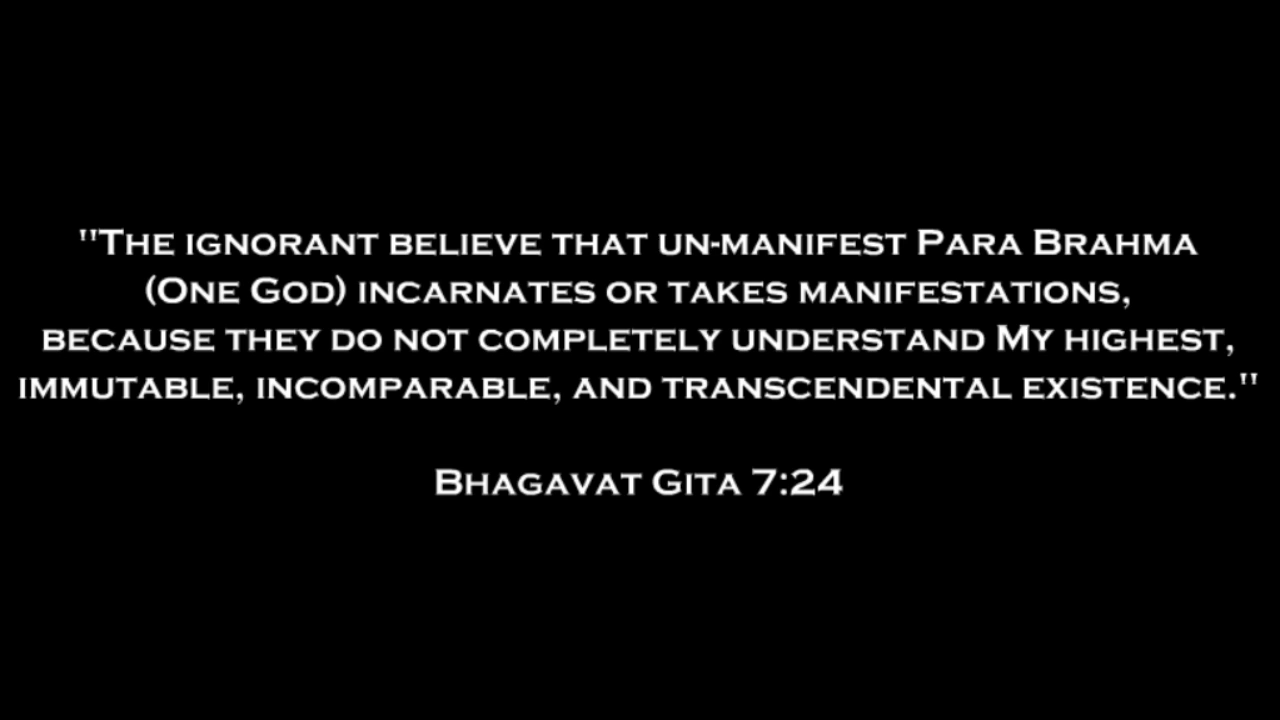 "The ignorant believe that un-manifest Para Brahma
(One God) incarnates or takes manifestations,
because they do not completely understand My highest,
immutable, incomparable, and transcendental existence."
Bhagavat Gita 7:24